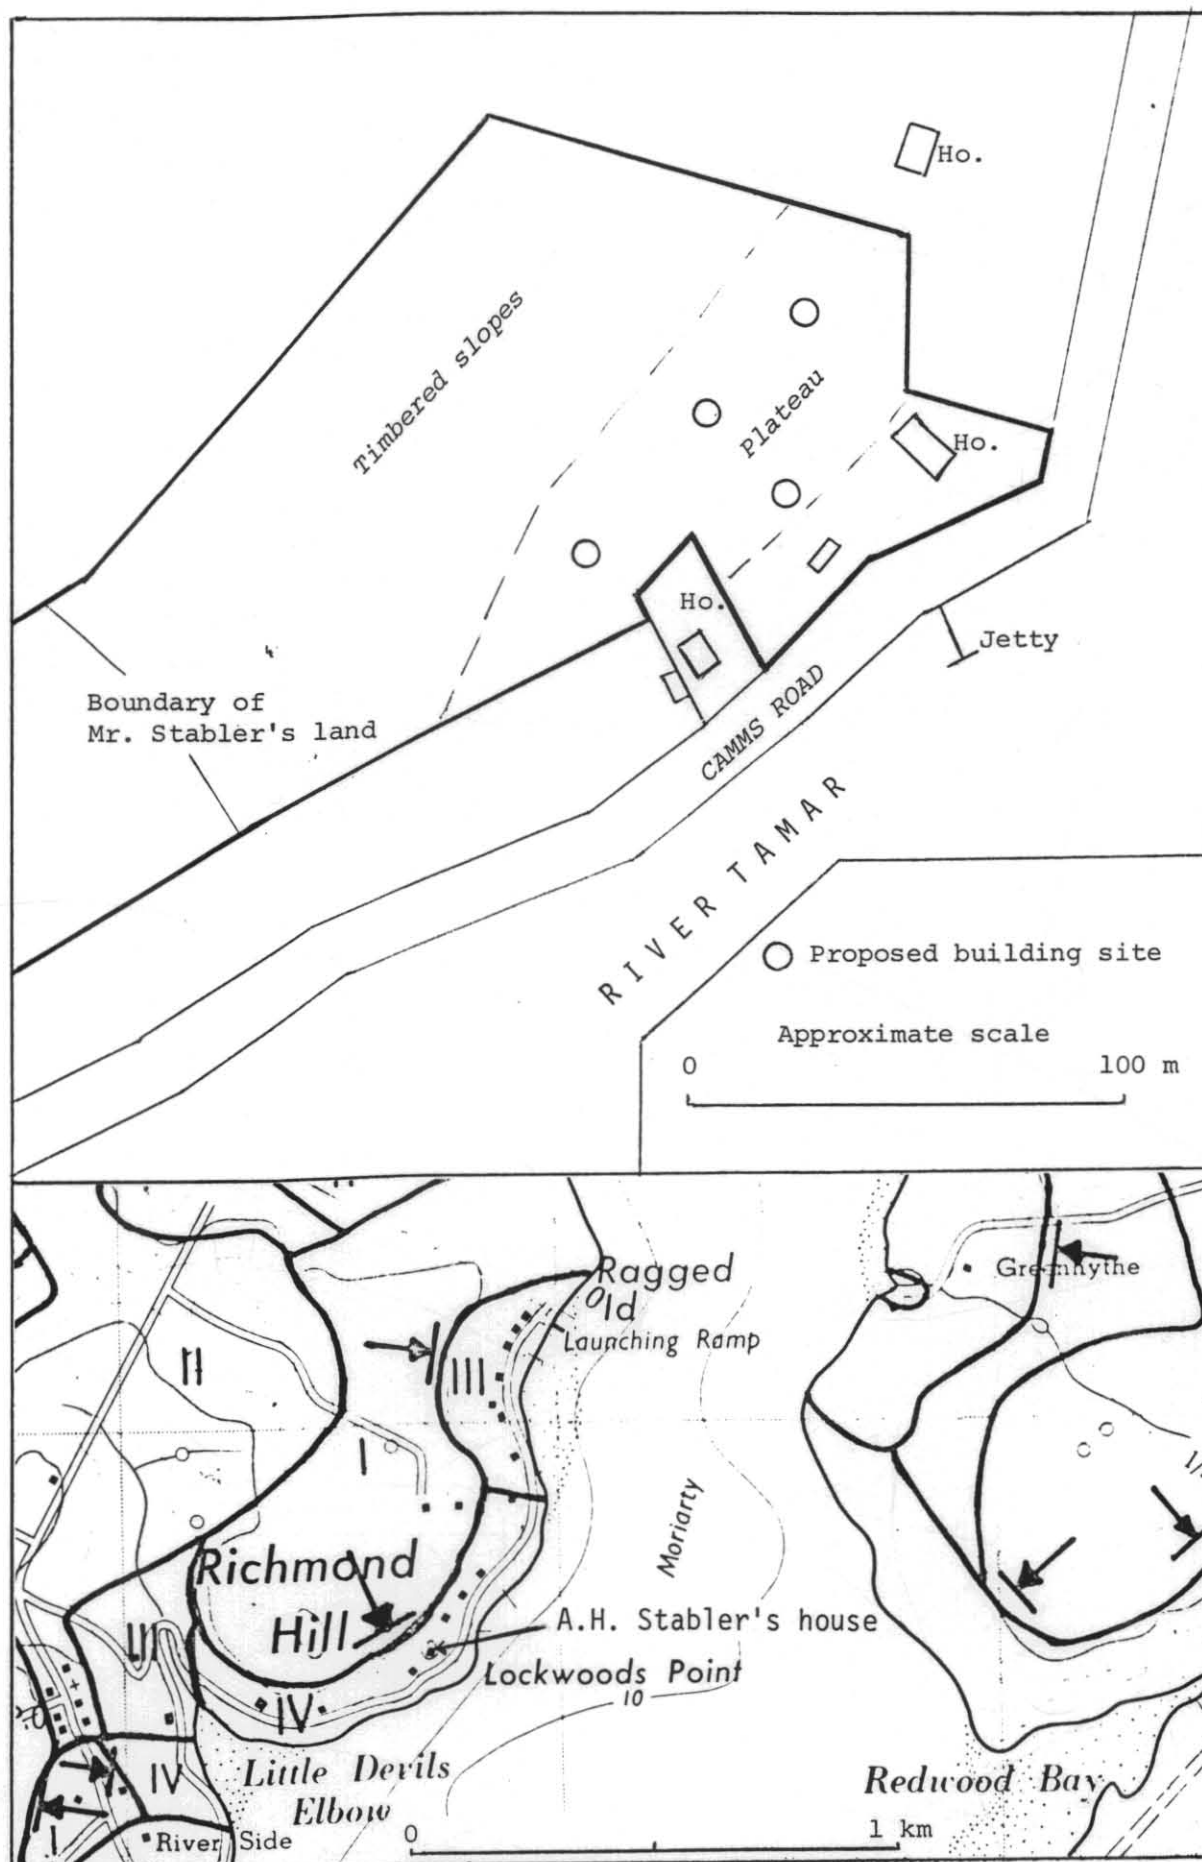 Ho.
Timbered slopes
Plateau
Ho.
Ho.
Jetty
Boundary of
Mr. Stabler's land
CAMMS ROAD
RIVER TAMAR
Proposed building site
Approximate scale
0 100 m
Ragged
Old
Greenhythe
Launching Ramp
II
III
I
Moriarty
Richmond
Hill
A.H. Stabler's house
III
Lockwoods Point
10
IV
Little Devils
Elbow
Redwood Bay
IV
I
River Side
0 1 km